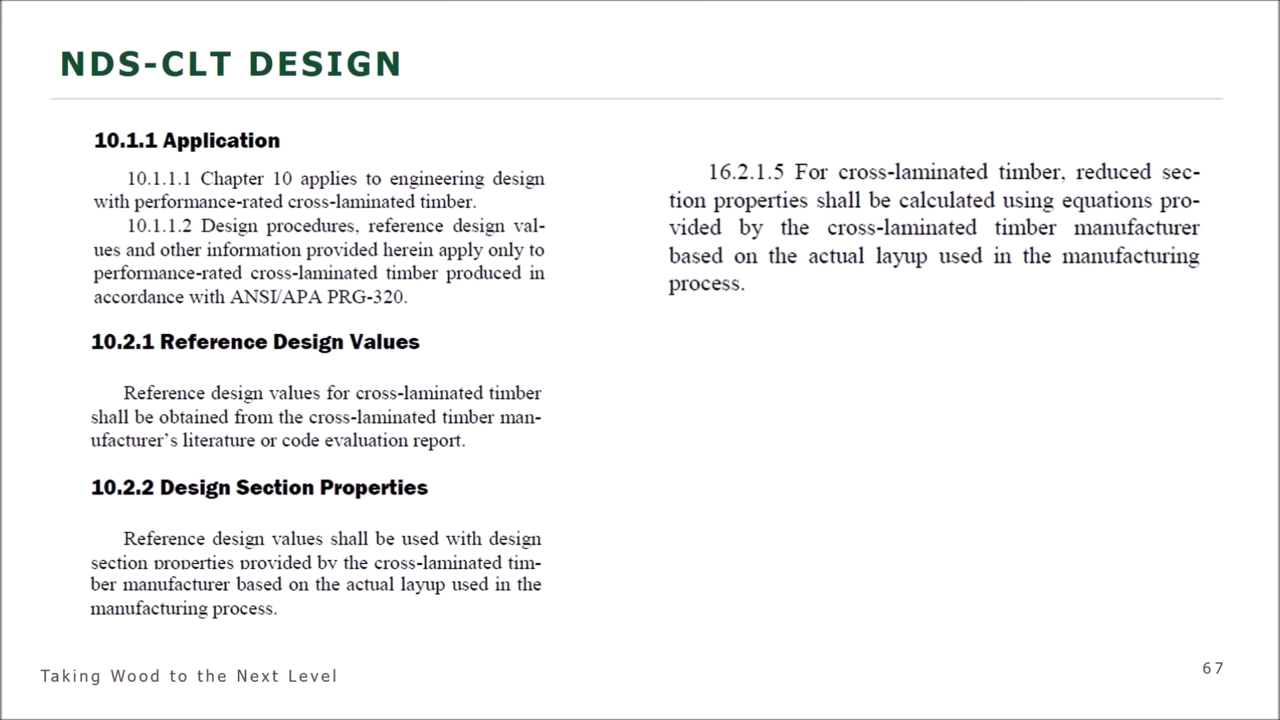 NDS-CLT DESIGN
10.1.1 Application
10.1.1.1 Chapter 10 applies to engineering design
with performance-rated cross-laminated timber.
10.1.1.2 Design procedures, reference design val-
ues and other information provided herein apply only to
performance-rated cross-laminated timber produced in
accordance with ANSI/APA PRG-320.
10.2.1 Reference Design Values
Reference design values for cross-laminated timber
shall be obtained from the cross-laminated timber man-
ufacturer's literature or code evaluation report.
10.2.2 Design Section Properties
Reference design values shall be used with design
section properties provided by the cross-laminated tim-
ber manufacturer based on the actual layup used in the
manufacturing process.
16.2.1.5 For cross-laminated timber, reduced sec-
tion properties shall be calculated using equations pro-
vided by the cross-laminated timber manufacturer
based on the actual layup used in the manufacturing
process.
Taking Wood to the Next Level
67